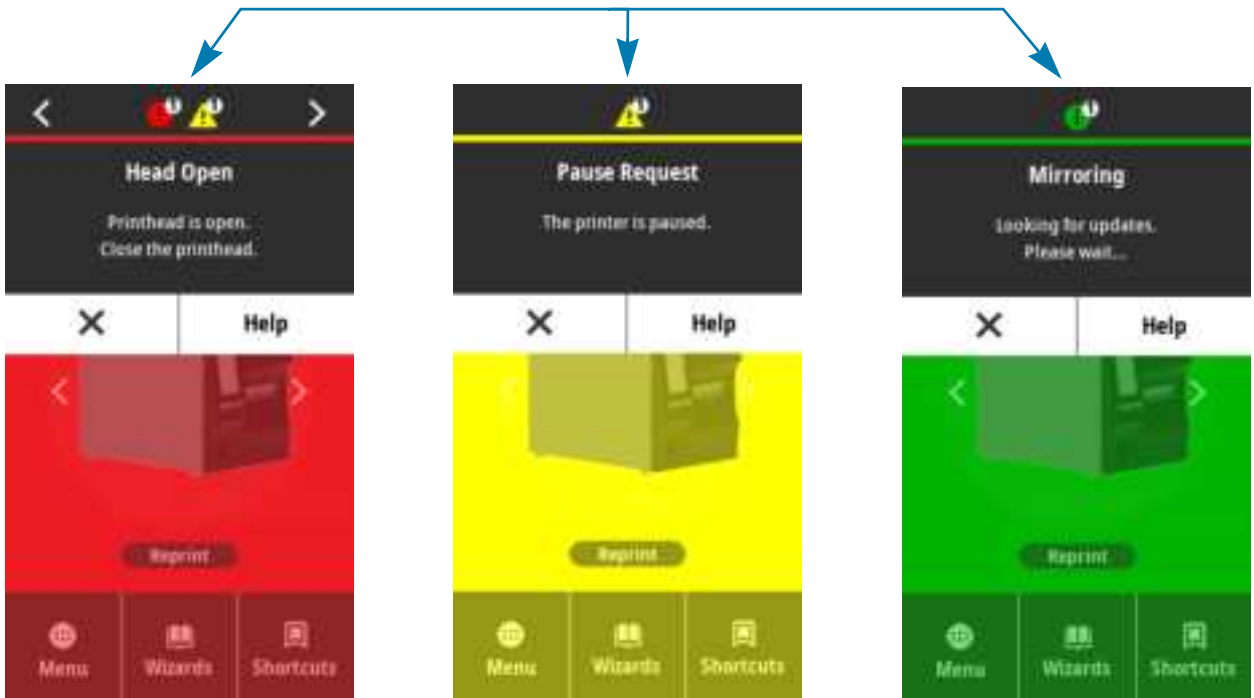 Head Open
Printhead is open.
Close the printhead.
Help
Reprint
Menu
Wizards
Shortcuts
Pause Request
The printer is paused.
Help
Reprint
Menu
Wizards
Shortcuts
Mirroring
Looking for updates.
Please wait...
Help
Reprint
Menu
Wizards
Shortcuts